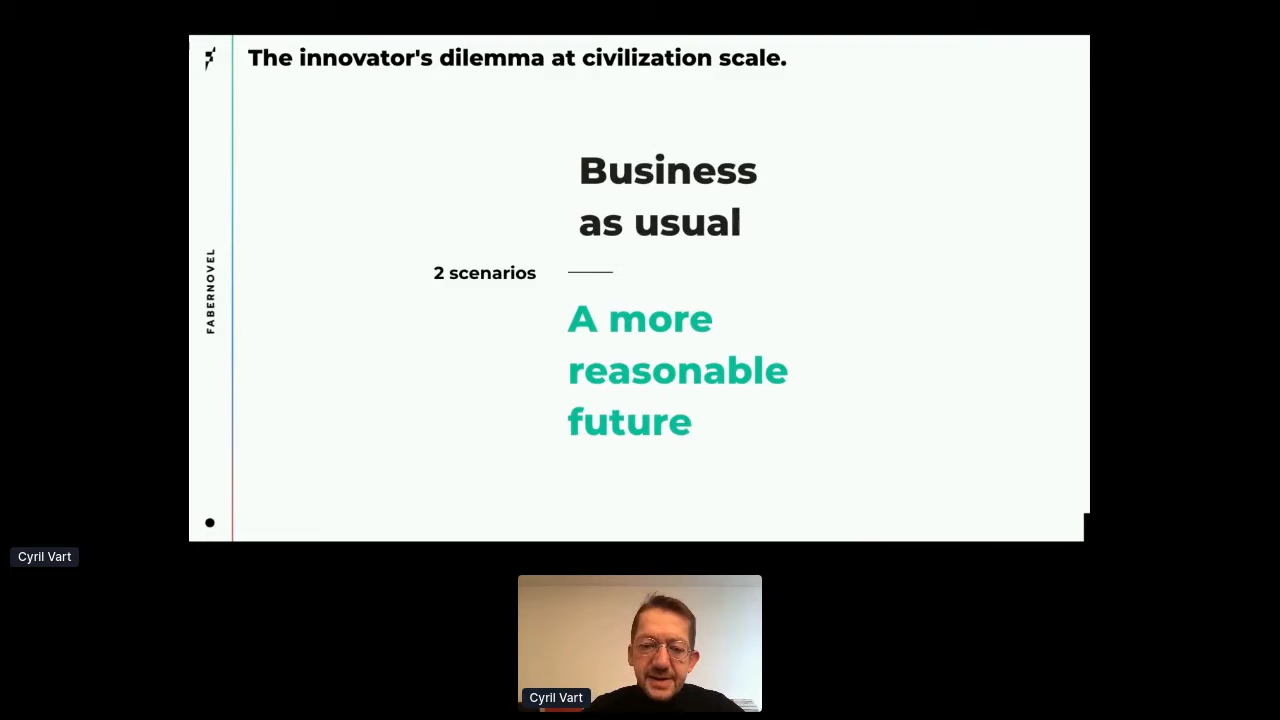 The innovator's dilemma at civilization scale.
Business
as usual
2 scenarios
A more
reasonable
future
FABERNOVEL
Cyril Vart
Cyril Vart